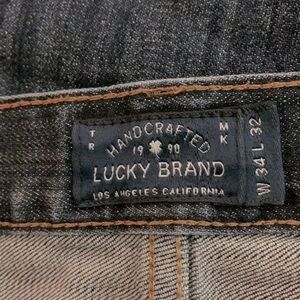 HANDCRAFTED
TR MK
19 90
LUCKY BRAND
LOS ANGELES CALIFORNIA
W 34 L 32